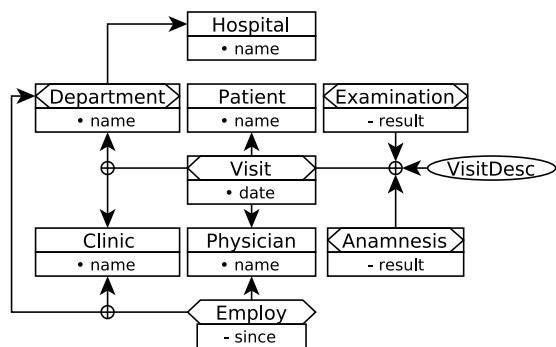 Hospital
• name
Department
• name
Patient
• name
Examination
- result
Visit
• date
VisitDesc
Clinic
• name
Physician
• name
Anamnesis
- result
Employ
- since